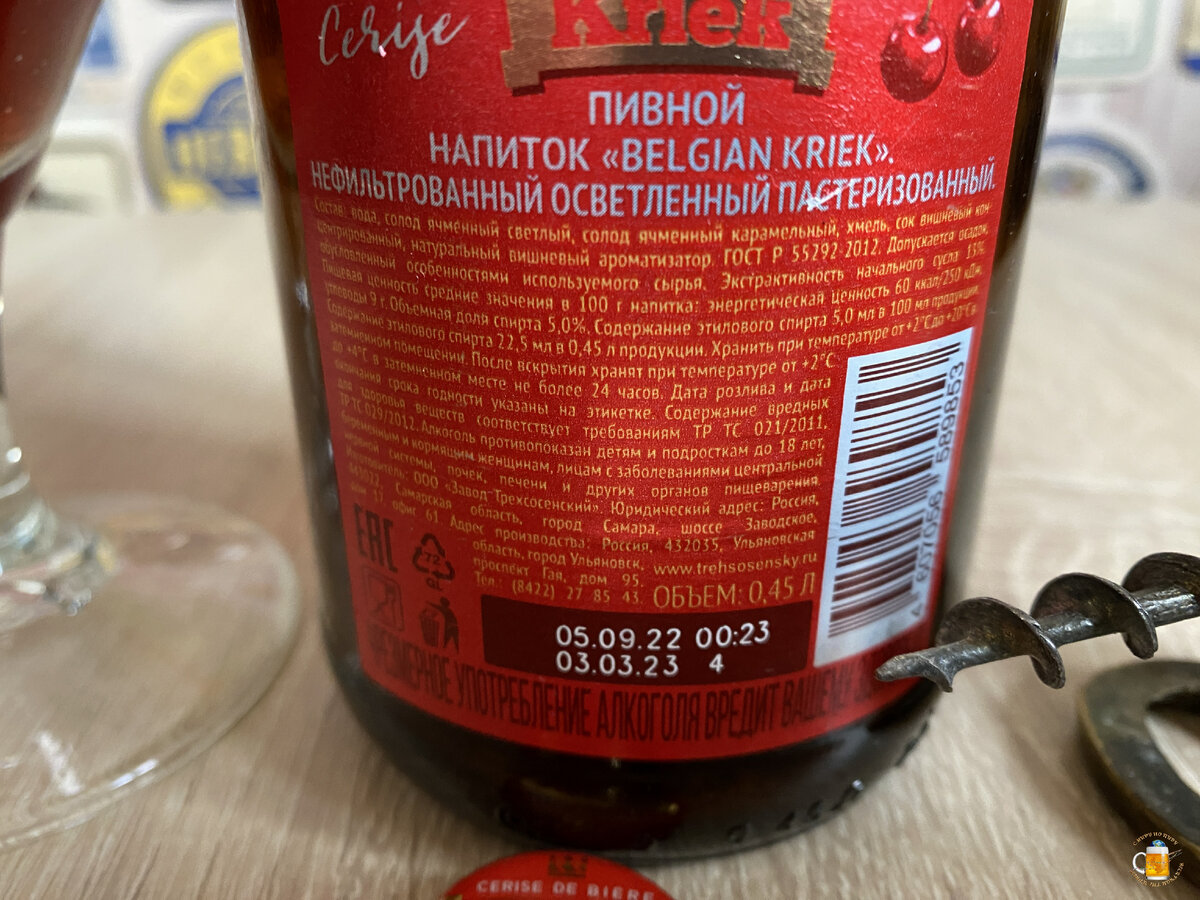 Cerise
Kriek
ПИВНОЙ
НАПИТОК «BELGIAN KRIEK».
НЕФИЛЬТРОВАННЫЙ ОСВЕТЛЕННЫЙ ПАСТЕРИЗОВАННЫЙ.
Состав: вода, солод ячменный светлый, солод ячменный карамельный, хмель, сок вишневый кон-
центрированный, натуральный вишневый ароматизатор. ГОСТ Р 55292-2012. Допускается осадок,
обусловленный особенностями используемого сырья. Экстрактивность начального сусла 13%.
Пищевая ценность средние значения в 100 г напитка: энергетическая ценность 60 ккал/250 кДж,
углеводы 9 г. Объемная доля спирта 5,0%. Содержание этилового спирта 5,0 мл в 100 мл продукции.
Содержание этилового спирта 22,5 мл в 0,45 л продукции. Хранить при температуре от +2°С до +20°С в
затемненном помещении. После вскрытия хранят при температуре от +2°С
до +4°С в затемненном месте не более 24 часов. Дата розлива и дата
окончания срока годности указаны на этикетке. Содержание вредных
для здоровья веществ соответствует требованиям ТР ТС 021/2011,
ТР ТС 029/2012. Алкоголь противопоказан детям и подросткам до 18 лет,
беременным и кормящим женщинам, лицам с заболеваниями центральной
нервной системы, почек, печени и других органов пищеварения.
Изготовитель: ООО «Завод Трехсосенский». Юридический адрес: Россия,
443022, Самарская область, город Самара, шоссе Заводское,
дом 17, офис 61. Адрес производства: Россия, 432035, Ульяновская
область, город Ульяновск, www.trehsosensky.ru
проспект Гая, дом 95.
Тел.: (8422) 27 85 43. ОБЪЕМ: 0,45 Л
EAC
72
GL
4 607056 589853
05.09.22 00:23
03.03.23 4
ЧРЕЗМЕРНОЕ УПОТРЕБЛЕНИЕ АЛКОГОЛЯ ВРЕДИТ ВАШЕМУ
CERISE DE BIERE